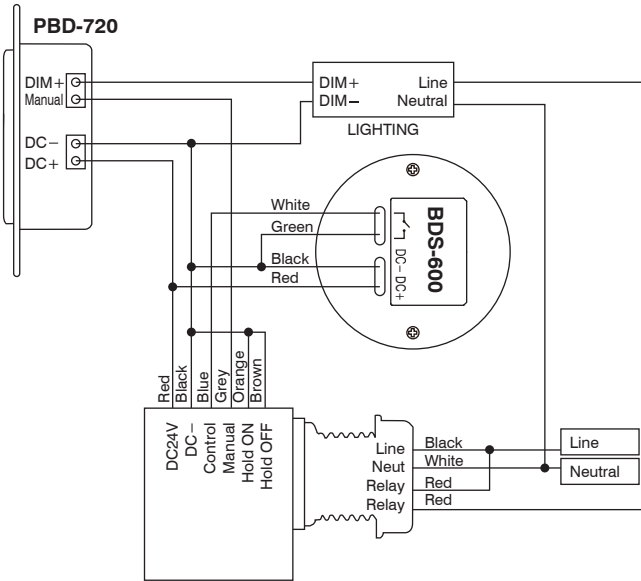 PBD-720
DIM+
Manual
DC−
DC+
DIM+ Line
DIM− Neutral
LIGHTING
White
Green
Black
Red
BDS-600
DC− DC+
Red
Black
Blue
Grey
Orange
Brown
DC24V
DC−
Control
Manual
Hold ON
Hold OFF
Line
Neut
Relay
Relay
Black
White
Red
Red
Line
Neutral